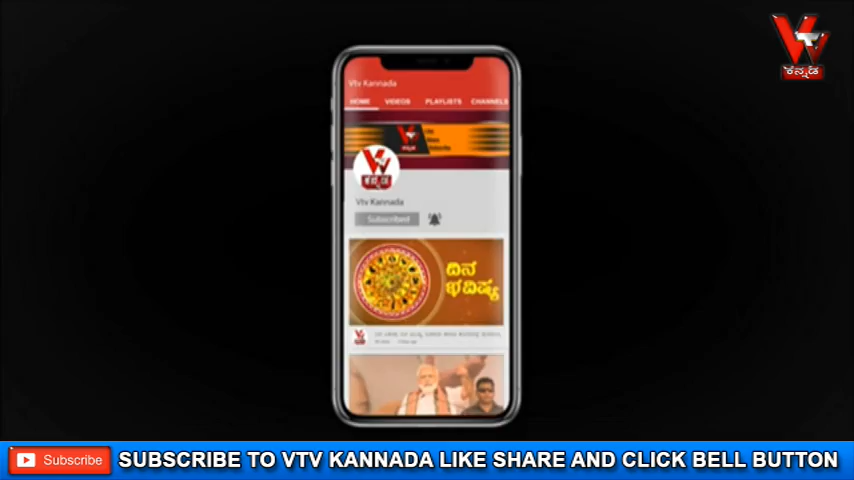 ಕನ್ನಡ
Vtv Kannada
HOME VIDEOS PLAYLISTS CHANNELS
Vtv Kannada
Subscribed
ದಿನ
ಭವಿಷ್ಯ
Subscribe
SUBSCRIBE TO VTV KANNADA LIKE SHARE AND CLICK BELL BUTTON